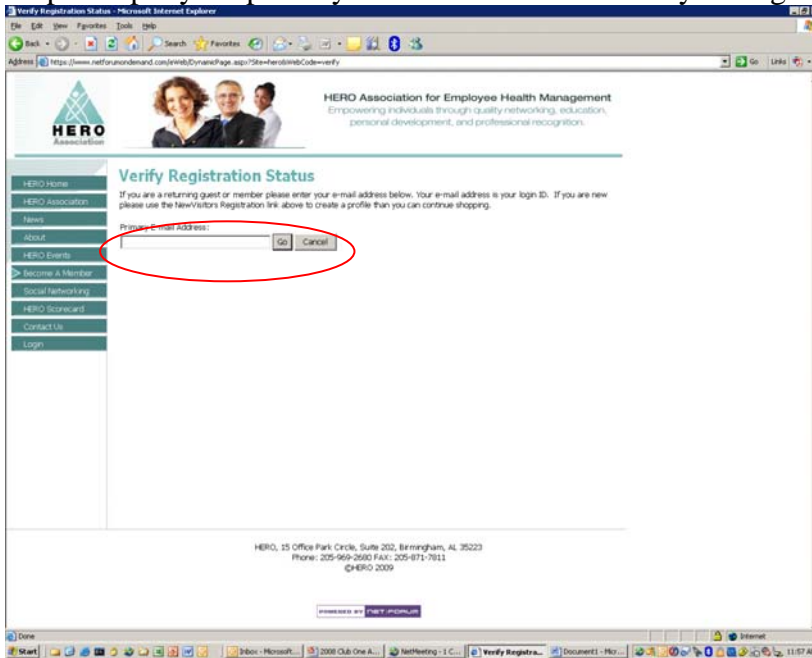 Verify Registration Status - Microsoft Internet Explorer
File Edit View Favorites Tools Help
Back Search Favorites
Address https://www.netforumondemand.com/eWeb/DynamicPage.aspx?Site=hero&WebCode=verify Go Links
HERO
Association
HERO Association for Employee Health Management
Empowering individuals through quality networking, education,
personal development, and professional recognition.
HERO Home
HERO Association
News
About
HERO Events
Become A Member
Social Networking
HERO Scorecard
Contact Us
Login
Verify Registration Status
If you are a returning guest or member please enter your e-mail address below. Your e-mail address is your login ID. If you are new
please use the NewVisitors Registration link above to create a profile than you can continue shopping.
Primary E-mail Address:
Go Cancel
HERO, 15 Office Park Circle, Suite 202, Birmingham, AL 35223
Phone: 205-969-2680 FAX: 205-871-7811
©HERO 2009
POWERED BY NET FORUM
Done Internet
Start Inbox - Microsoft... 2008 Club One A... NetMeeting - 1 C... Verify Registra... Document1 - Micr... 11:57 A